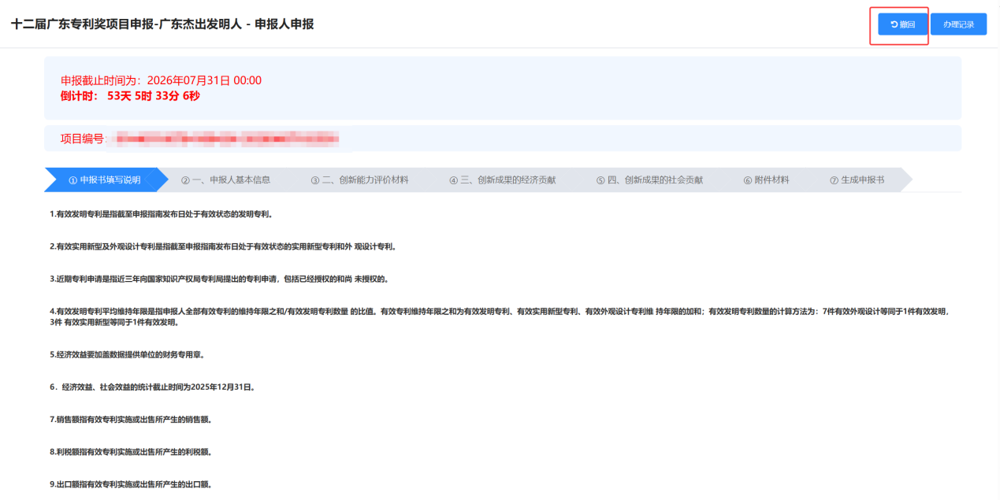 十二届广东专利奖项目申报-广东杰出发明人 - 申报人申报
撤回
办理记录
申报截止时间为：2026年07月31日 00:00
倒计时： 53天 5时 33分 6秒
项目编号:
① 申报书填写说明
② 一、申报人基本信息
③ 二、创新能力评价材料
④ 三、创新成果的经济贡献
⑤ 四、创新成果的社会贡献
⑥ 附件材料
⑦ 生成申报书
1.有效发明专利是指截至申报指南发布日处于有效状态的发明专利。
2.有效实用新型及外观设计专利是指截至申报指南发布日处于有效状态的实用新型专利和外 观设计专利。
3.近期专利申请是指近三年向国家知识产权局专利局提出的专利申请，包括已经授权的和尚 未授权的。
4.有效发明专利平均维持年限是指申报人全部有效专利的维持年限之和/有效发明专利数量 的比值。有效专利维持年限之和为有效发明专利、有效实用新型专利、有效外观设计专利维 持年限的加和；有效发明专利数量的计算方法为：7件有效外观设计等同于1件有效发明，
3件 有效实用新型等同于1件有效发明。
5.经济效益要加盖数据提供单位的财务专用章。
6．经济效益、社会效益的统计截止时间为2025年12月31日。
7.销售额指有效专利实施或出售所产生的销售额。
8.利税额指有效专利实施或出售所产生的利税额。
9.出口额指有效专利实施或出售所产生的出口额。